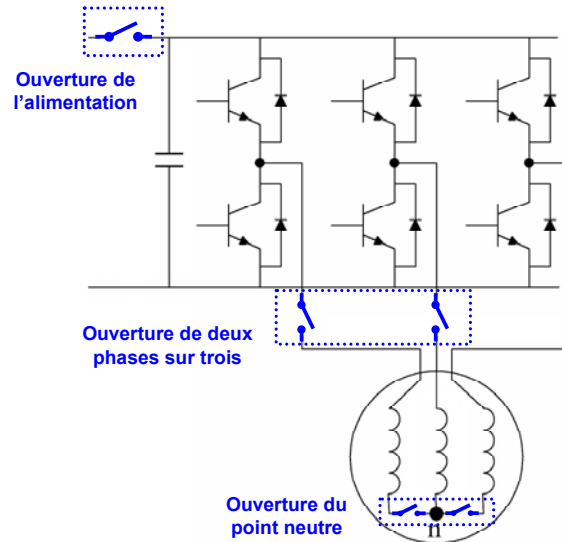 Ouverture de
l’alimentation
Ouverture de deux
phases sur trois
Ouverture du
point neutre
n